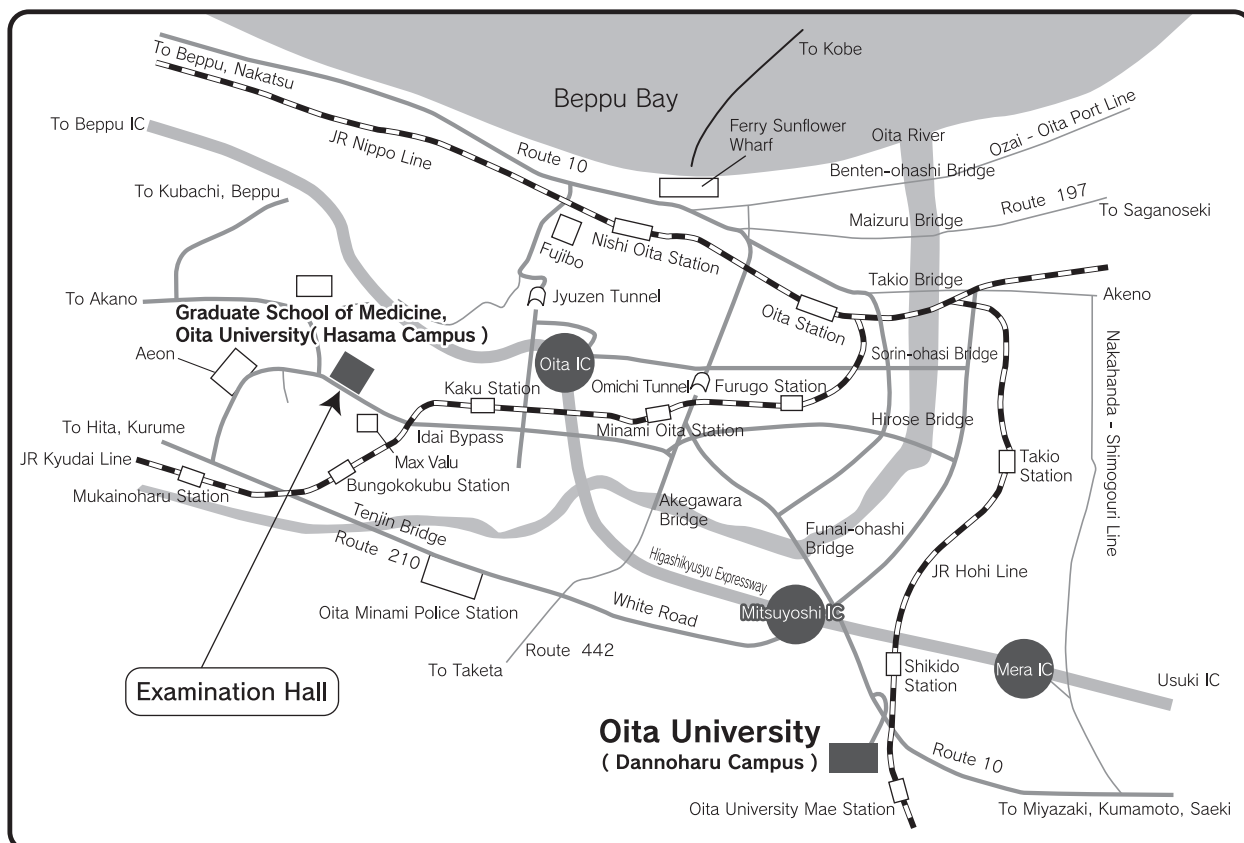 To Beppu, Nakatsu
To Kobe
Beppu Bay
To Beppu IC
JR Nippo Line
Route 10
Ferry Sunflower
Wharf
Oita River
Ozai - Oita Port Line
Benten-ohashi Bridge
To Kubachi, Beppu
Maizuru Bridge
Route 197
To Saganoseki
Fujibo
Nishi Oita Station
Takio Bridge
To Akano
Jyuzen Tunnel
Akeno
Graduate School of Medicine,
Oita University( Hasama Campus )
Oita Station
Nakahanda - Shimogouri Line
Aeon
Oita IC
Sorin-ohasi Bridge
Kaku Station
Omichi Tunnel
Furugo Station
Hirose Bridge
To Hita, Kurume
Idai Bypass
Minami Oita Station
JR Kyudai Line
Max Valu
Takio
Station
Mukainoharu Station
Bungokokubu Station
Akegawara
Bridge
Tenjin Bridge
Funai-ohashi
Bridge
Route 210
Higashikyusyu Expressway
JR Hohi Line
Oita Minami Police Station
White Road
Mitsuyoshi IC
To Taketa
Route 442
Shikido
Station
Mera IC
Usuki IC
Examination Hall
Oita University
( Dannoharu Campus )
Route 10
Oita University Mae Station
To Miyazaki, Kumamoto, Saeki